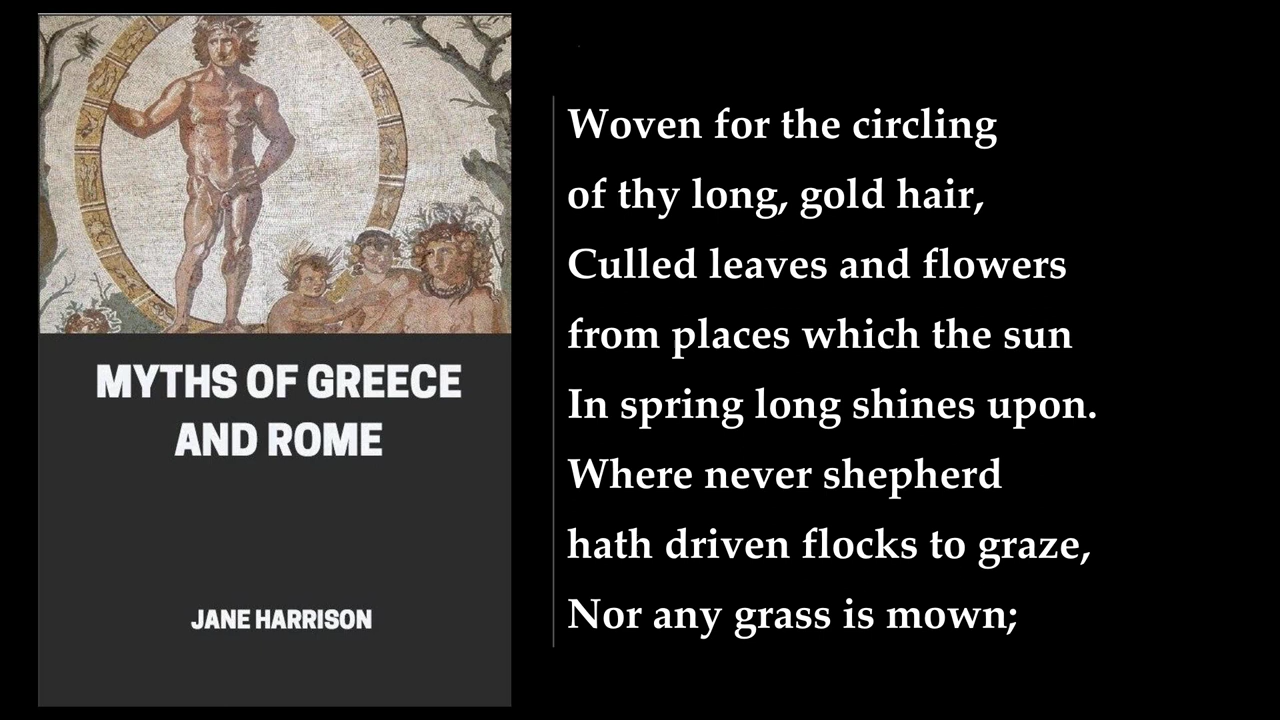 MYTHS OF GREECE
AND ROME
JANE HARRISON
Woven for the circling
of thy long, gold hair,
Culled leaves and flowers
from places which the sun
In spring long shines upon.
Where never shepherd
hath driven flocks to graze,
Nor any grass is mown;